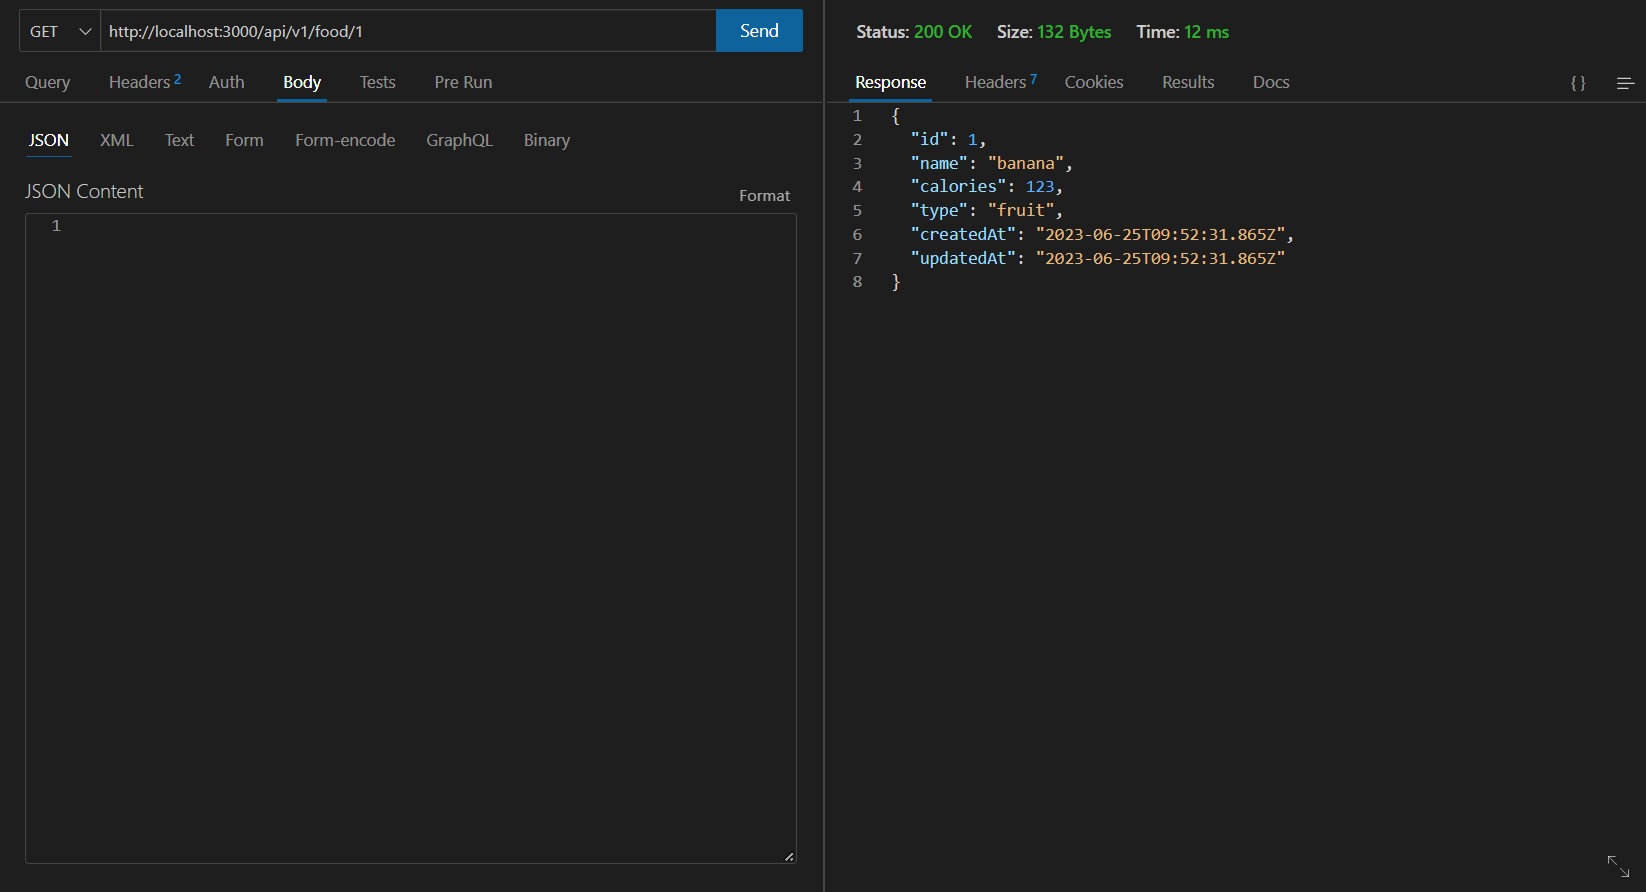 GET http://localhost:3000/api/v1/food/1 Send
Query Headers 2 Auth Body Tests Pre Run
JSON XML Text Form Form-encode GraphQL Binary
JSON Content
Format
1
Status: 200 OK Size: 132 Bytes Time: 12 ms
Response Headers 7 Cookies Results Docs {}
1 {
2 "id": 1,
3 "name": "banana",
4 "calories": 123,
5 "type": "fruit",
6 "createdAt": "2023-06-25T09:52:31.865Z",
7 "updatedAt": "2023-06-25T09:52:31.865Z"
8 }